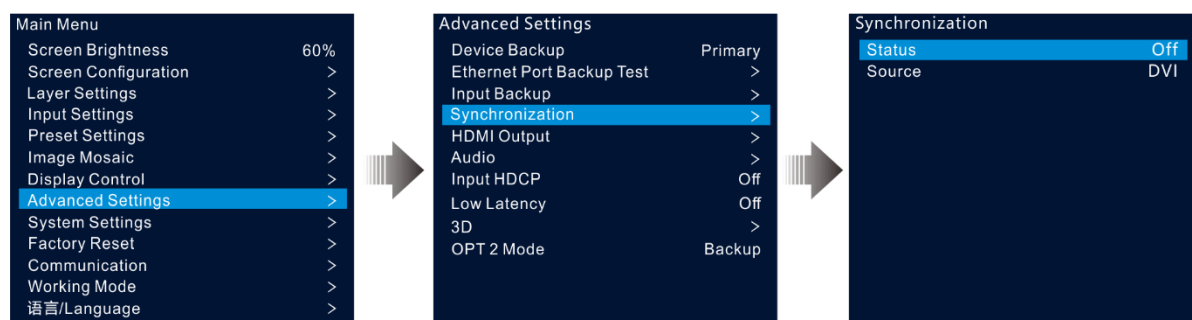 Main Menu
Screen Brightness 60%
Screen Configuration >
Layer Settings >
Input Settings >
Preset Settings >
Image Mosaic >
Display Control >
Advanced Settings >
System Settings >
Factory Reset >
Communication >
Working Mode >
语言/Language >
Advanced Settings
Device Backup Primary
Ethernet Port Backup Test >
Input Backup >
Synchronization >
HDMI Output >
Audio >
Input HDCP Off
Low Latency Off
3D >
OPT 2 Mode Backup
Synchronization
Status Off
Source DVI